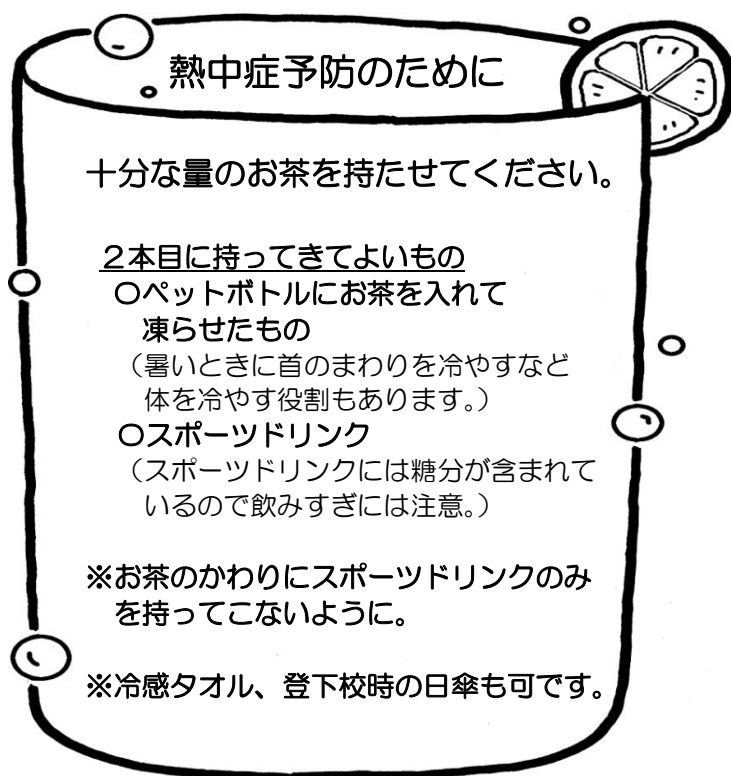 熱中症予防のために
十分な量のお茶を持たせてください。
２本目に持ってきてよいもの
〇ペットボトルにお茶を入れて
凍らせたもの
（暑いときに首のまわりを冷やすなど
体を冷やす役割もあります。）
〇スポーツドリンク
（スポーツドリンクには糖分が含まれて
いるので飲みすぎには注意。）
※お茶のかわりにスポーツドリンクのみ
を持ってこないように。
※冷感タオル、登下校時の日傘も可です。